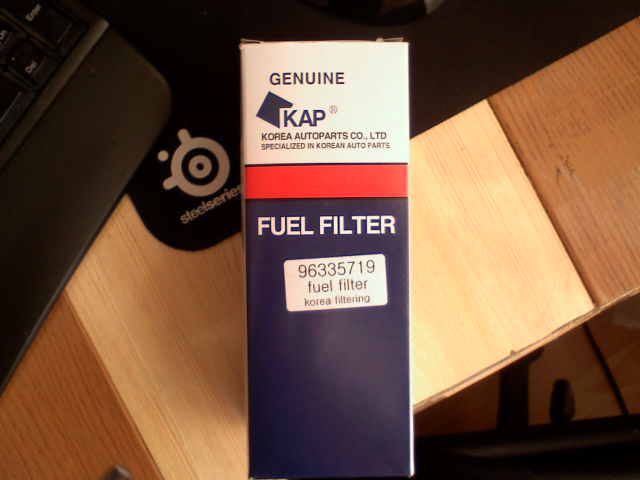 Enter
GENUINE
KAP®
KOREA AUTOPARTS CO., LTD
SPECIALIZED IN KOREAN AUTO PARTS
steelseries
FUEL FILTER
96335719
fuel filter
korea filtering